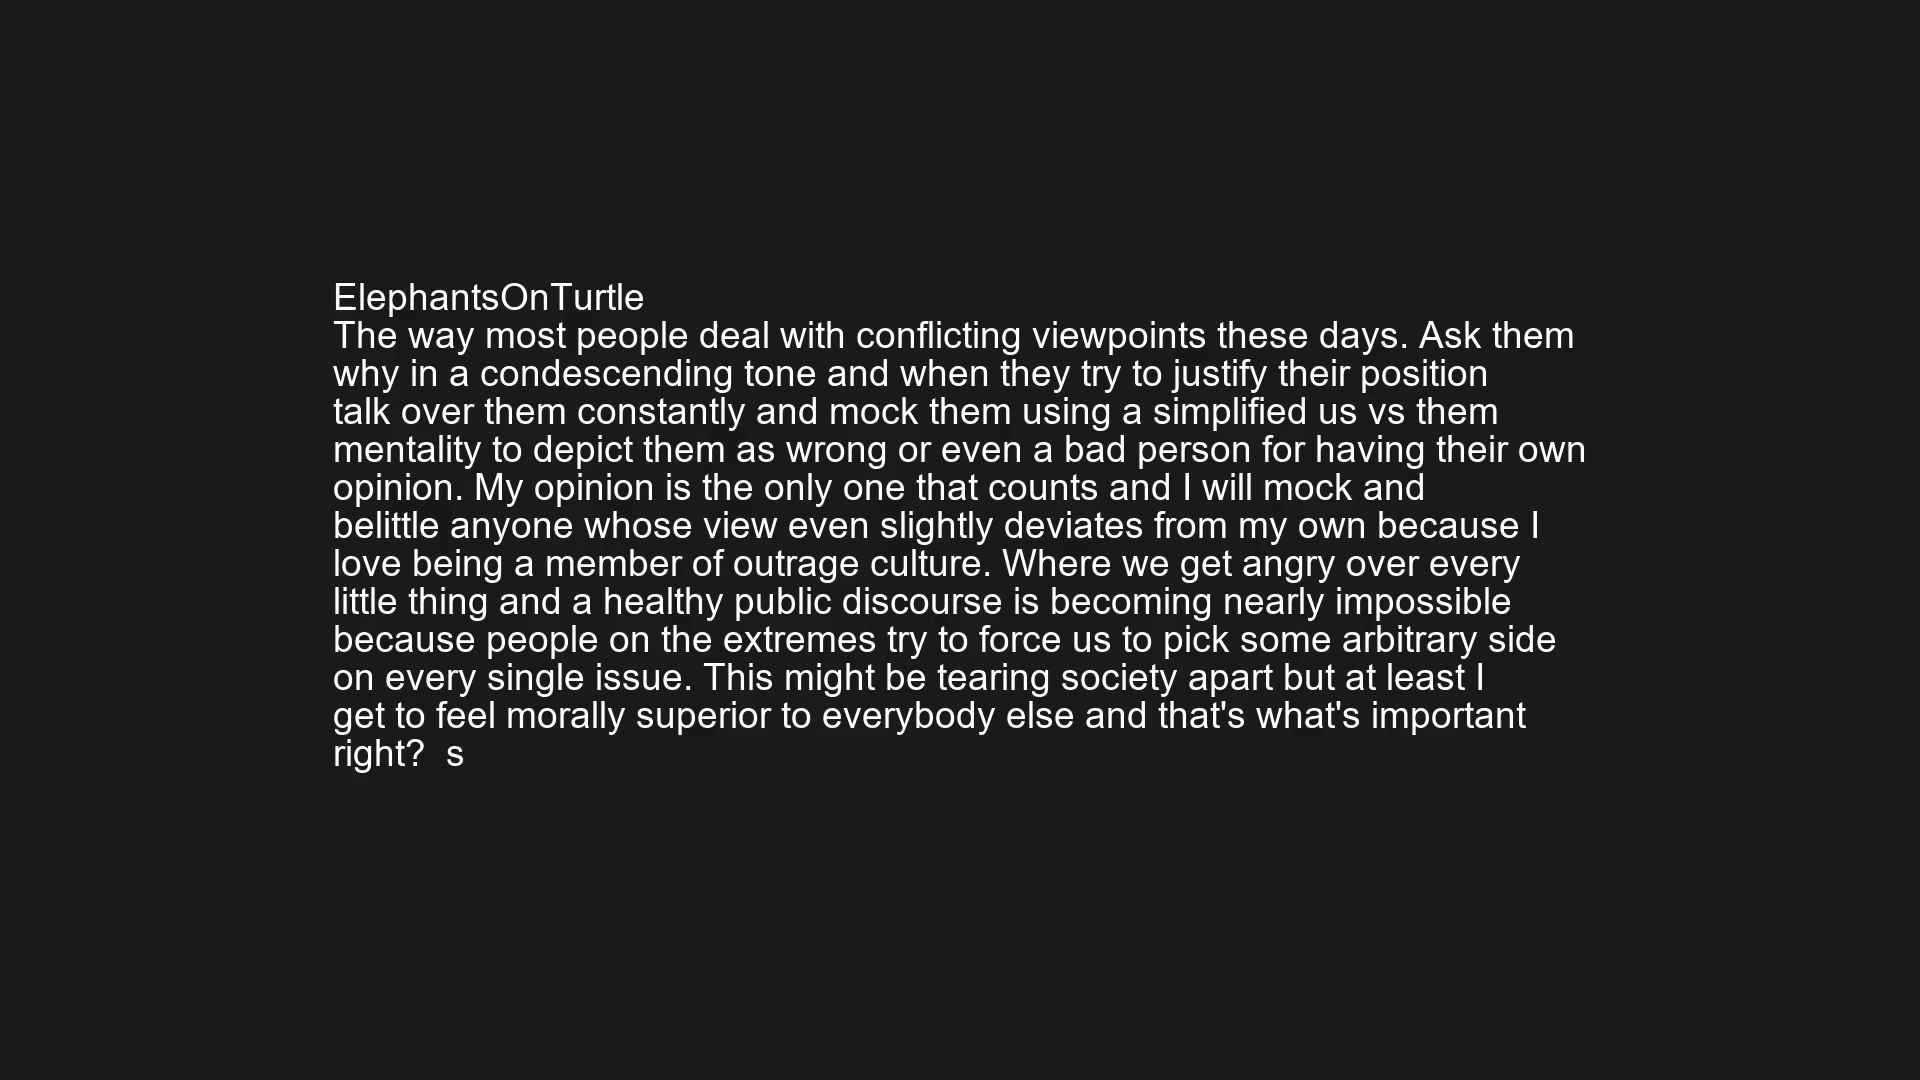 ElephantsOnTurtle
The way most people deal with conflicting viewpoints these days. Ask them
why in a condescending tone and when they try to justify their position
talk over them constantly and mock them using a simplified us vs them
mentality to depict them as wrong or even a bad person for having their own
opinion. My opinion is the only one that counts and I will mock and
belittle anyone whose view even slightly deviates from my own because I
love being a member of outrage culture. Where we get angry over every
little thing and a healthy public discourse is becoming nearly impossible
because people on the extremes try to force us to pick some arbitrary side
on every single issue. This might be tearing society apart but at least I
get to feel morally superior to everybody else and that's what's important
right?  s